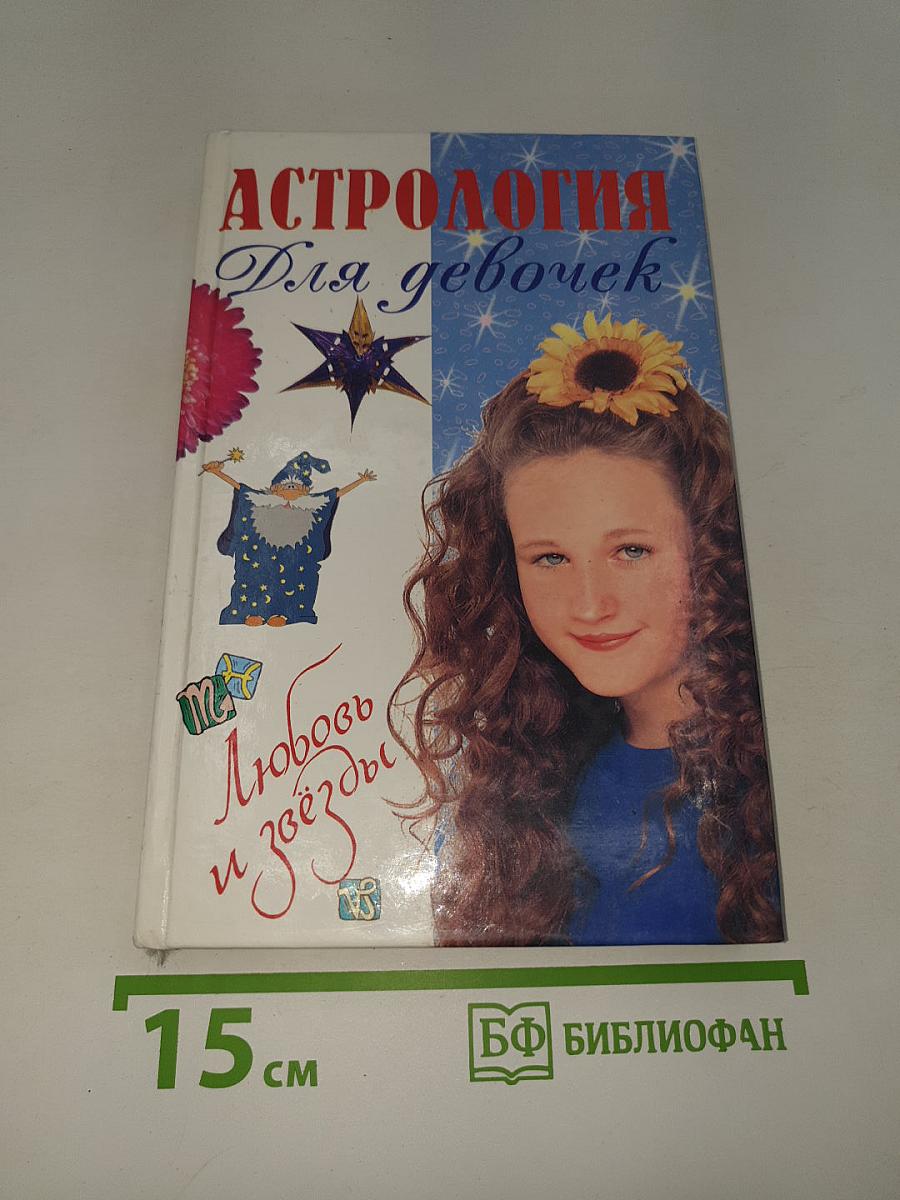 АСТРОЛОГИЯ
Для девочек
Любовь
и звёзды
15 см
БФ БИБЛИОФАН